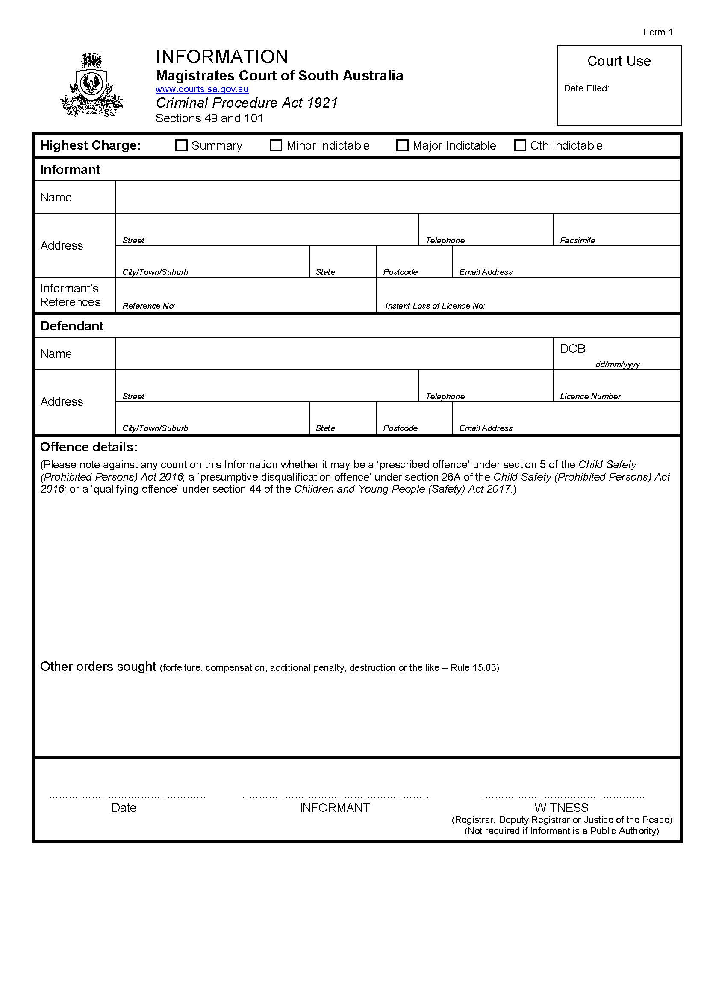 Form 1
INFORMATION
Magistrates Court of South Australia
www.courts.sa.gov.au
Criminal Procedure Act 1921
Sections 49 and 101
Court Use
Date Filed:
SOUTH AUSTRALIA
Highest Charge: Summary Minor Indictable Major Indictable Cth Indictable
Informant
Name
Address
Street Telephone Facsimile
City/Town/Suburb State Postcode Email Address
Informant’s
References
Reference No: Instant Loss of Licence No:
Defendant
Name
DOB
dd/mm/yyyy
Address
Street Telephone Licence Number
City/Town/Suburb State Postcode Email Address
Offence details:
(Please note against any count on this Information whether it may be a ‘prescribed offence’ under section 5 of the Child Safety
(Prohibited Persons) Act 2016; a ‘presumptive disqualification offence’ under section 26A of the Child Safety (Prohibited Persons) Act
2016; or a ‘qualifying offence’ under section 44 of the Children and Young People (Safety) Act 2017.)
Other orders sought (forfeiture, compensation, additional penalty, destruction or the like – Rule 15.03)
Date INFORMANT WITNESS
(Registrar, Deputy Registrar or Justice of the Peace)
(Not required if Informant is a Public Authority)